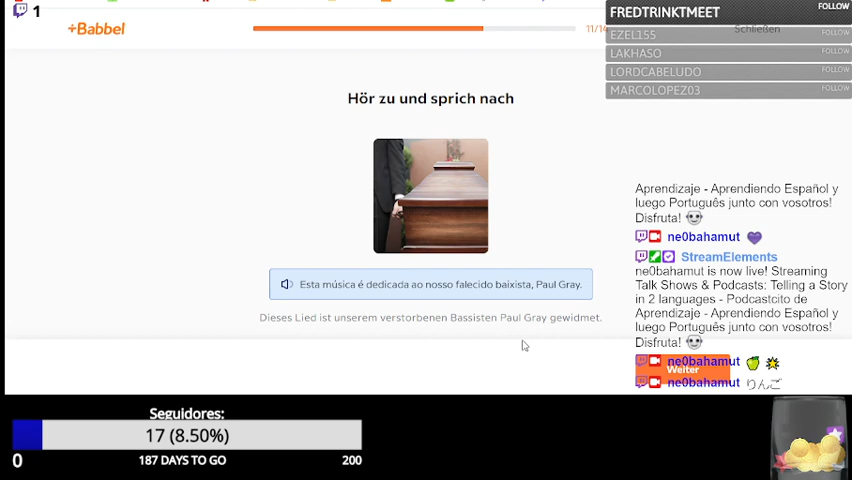 1
+Babbel
11/14
Schließen
FREDTRINKTMEET FOLLOW
EZEL155 FOLLOW
LAKHASO FOLLOW
LORDCABELUDO FOLLOW
MARCOLOPEZ03 FOLLOW
Hör zu und sprich nach
Esta música é dedicada ao nosso falecido baixista, Paul Gray.
Dieses Lied ist unserem verstorbenen Bassisten Paul Gray gewidmet.
Weiter
Aprendizaje - Aprendiendo Español y
luego Português junto con vosotros!
Disfruta!
ne0bahamut
StreamElements
ne0bahamut is now live! Streaming
Talk Shows & Podcasts: Telling a Story
in 2 languages - Podcastcito de
Aprendizaje - Aprendiendo Español y
luego Português junto con vosotros!
Disfruta!
ne0bahamut
ne0bahamut りんご
Seguidores:
17 (8.50%)
0 187 DAYS TO GO 200